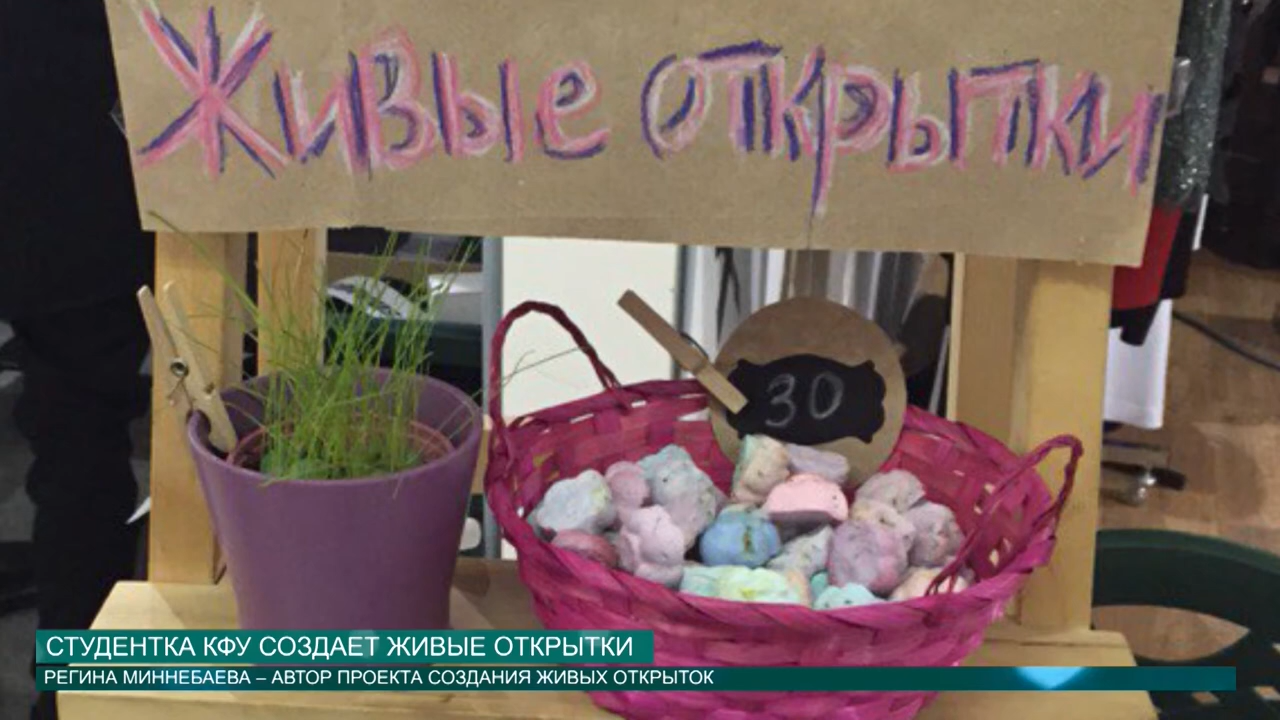 Живые открытки
30
СТУДЕНТКА КФУ СОЗДАЕТ ЖИВЫЕ ОТКРЫТКИ
РЕГИНА МИННЕБАЕВА – АВТОР ПРОЕКТА СОЗДАНИЯ ЖИВЫХ ОТКРЫТОК